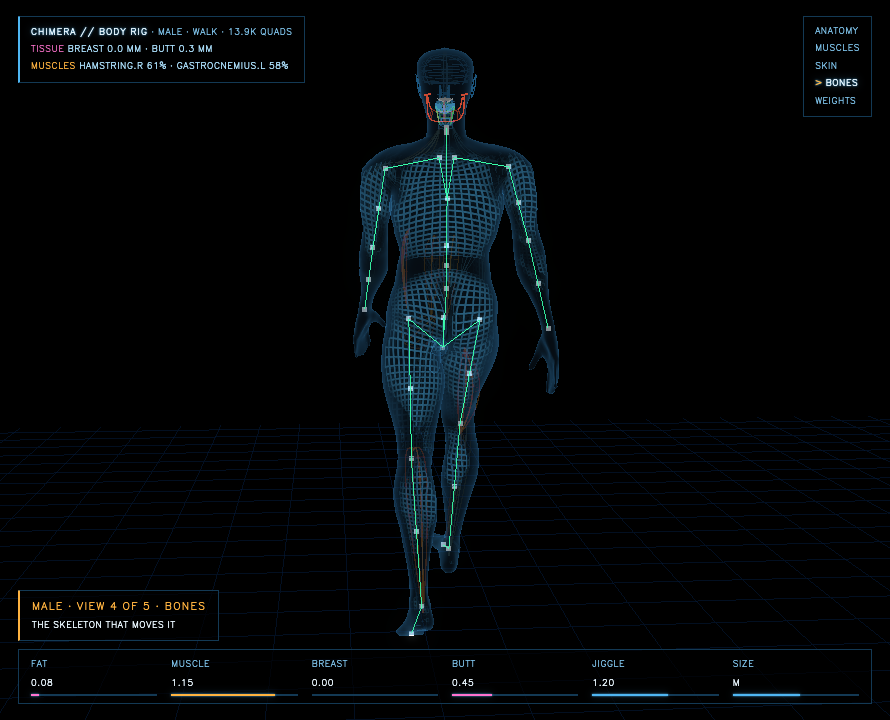 CHIMERA // BODY RIG · MALE · WALK · 13.9K QUADS
TISSUE BREAST 0.0 MM · BUTT 0.3 MM
MUSCLES HAMSTRING.R 61% · GASTROCNEMIUS.L 58%
ANATOMY
MUSCLES
SKIN
> BONES
WEIGHTS
MALE · VIEW 4 OF 5 · BONES
THE SKELETON THAT MOVES IT
FAT MUSCLE BREAST BUTT JIGGLE SIZE
0.08 1.15 0.00 0.45 1.20 M